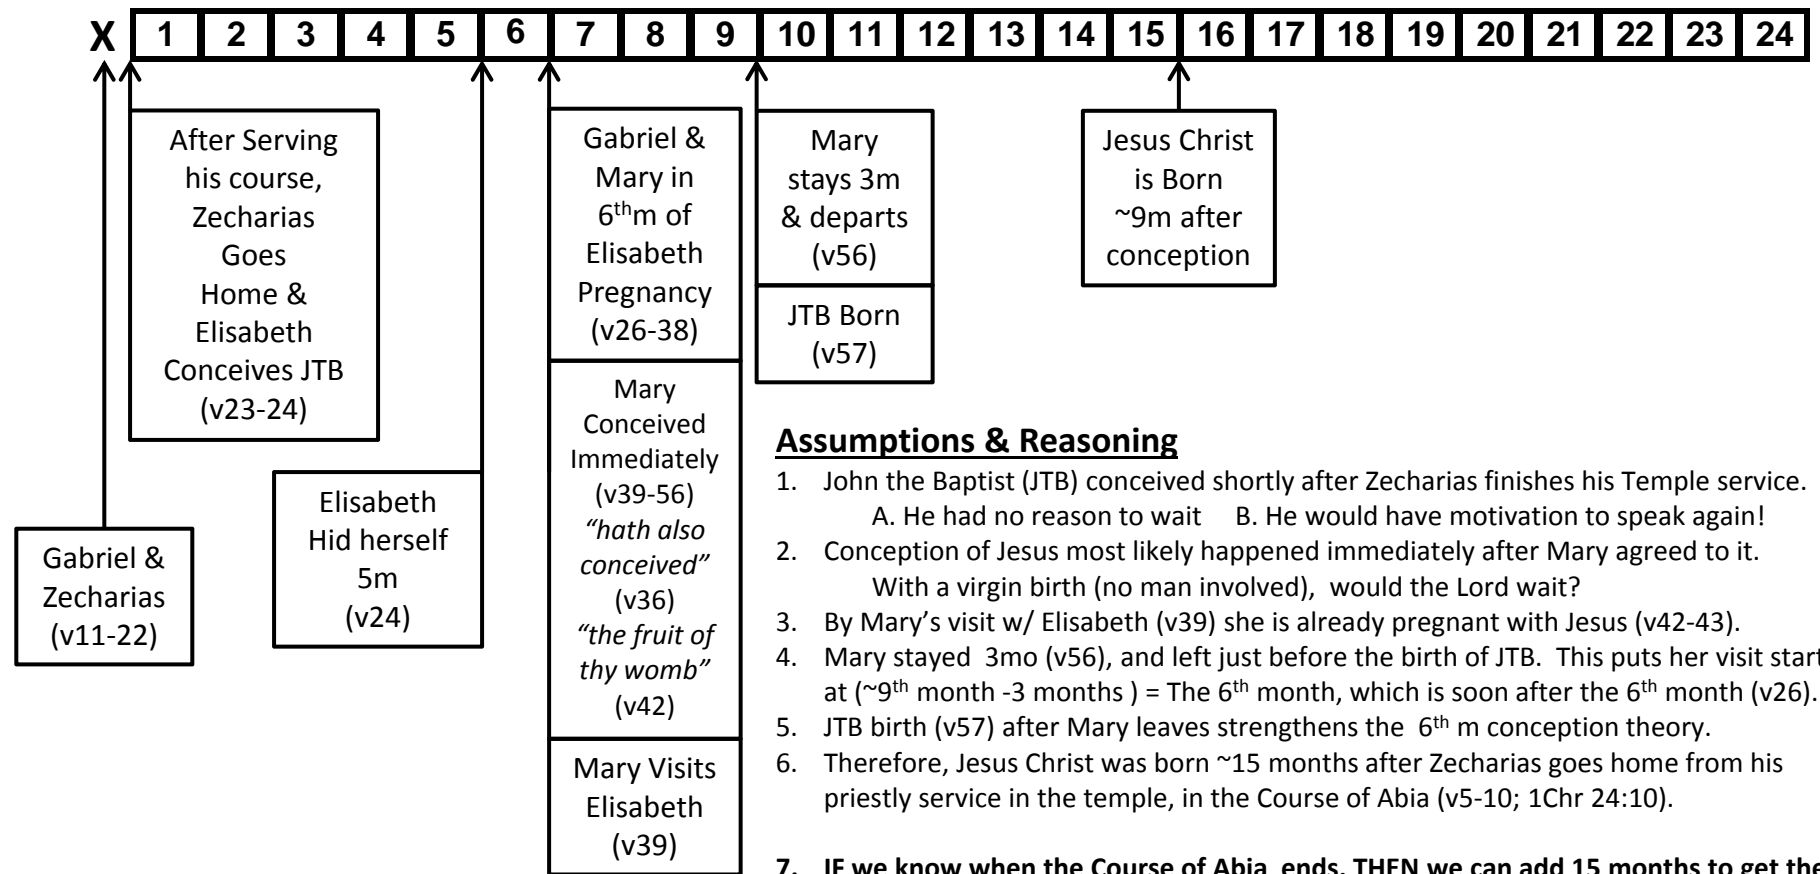 X 1 2 3 4 5 6 7 8 9 10 11 12 13 14 15 16 17 18 19 20 21 22 23 24
After Serving
his course,
Zecharias
Goes
Home &
Elisabeth
Conceives JTB
(v23-24)
Gabriel &
Zecharias
(v11-22)
Elisabeth
Hid herself
5m
(v24)
Gabriel &
Mary in
6thm of
Elisabeth
Pregnancy
(v26-38)
Mary
Conceived
Immediately
(v39-56)
“hath also
conceived”
(v36)
“the fruit of
thy womb”
(v42)
Mary Visits
Elisabeth
(v39)
Mary
stays 3m
& departs
(v56)
JTB Born
(v57)
Jesus Christ
is Born
~9m after
conception
Assumptions & Reasoning
1. John the Baptist (JTB) conceived shortly after Zecharias finishes his Temple service.
A. He had no reason to wait B. He would have motivation to speak again!
2. Conception of Jesus most likely happened immediately after Mary agreed to it.
With a virgin birth (no man involved), would the Lord wait?
3. By Mary’s visit w/ Elisabeth (v39) she is already pregnant with Jesus (v42-43).
4. Mary stayed 3mo (v56), and left just before the birth of JTB. This puts her visit start
at (~9th month -3 months ) = The 6th month, which is soon after the 6th month (v26).
5. JTB birth (v57) after Mary leaves strengthens the 6th m conception theory.
6. Therefore, Jesus Christ was born ~15 months after Zecharias goes home from his
priestly service in the temple, in the Course of Abia (v5-10; 1Chr 24:10).
7. IF we know when the Course of Abia ends, THEN we can add 15 months to get the